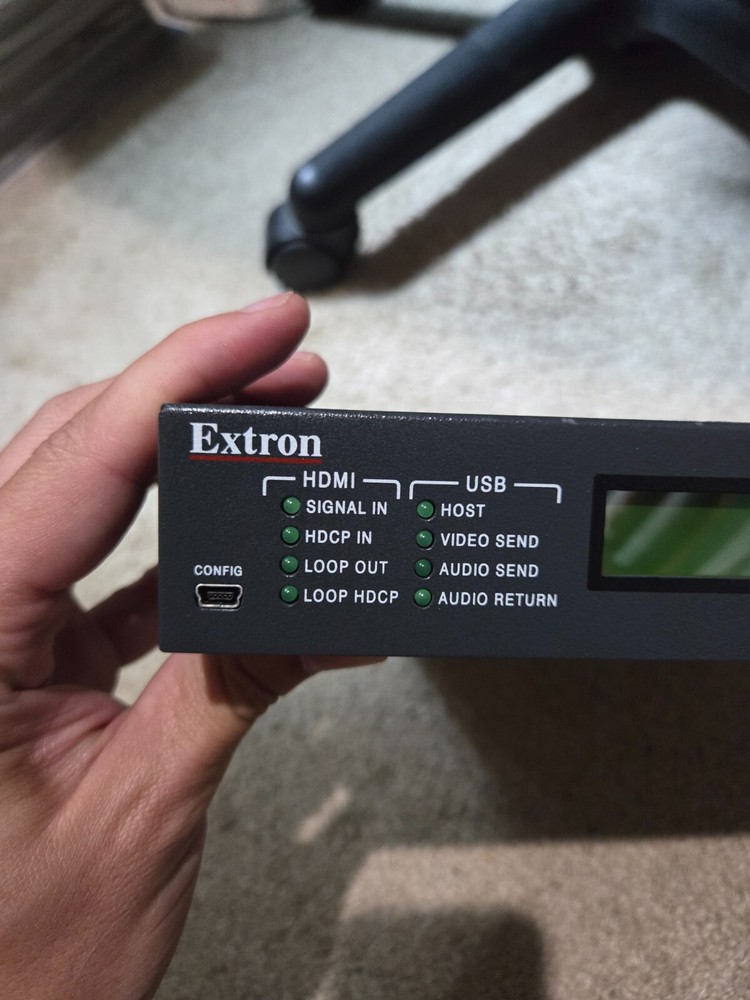 Extron
HDMI
USB
SIGNAL IN
HOST
HDCP IN
VIDEO SEND
LOOP OUT
AUDIO SEND
LOOP HDCP
AUDIO RETURN
CONFIG